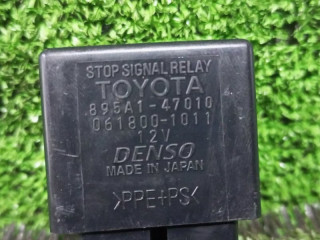 STOP SIGNAL RELAY
TOYOTA
895A1-47010
061800-1011
12V
DENSO
MADE IN JAPAN
>PPE+PS<